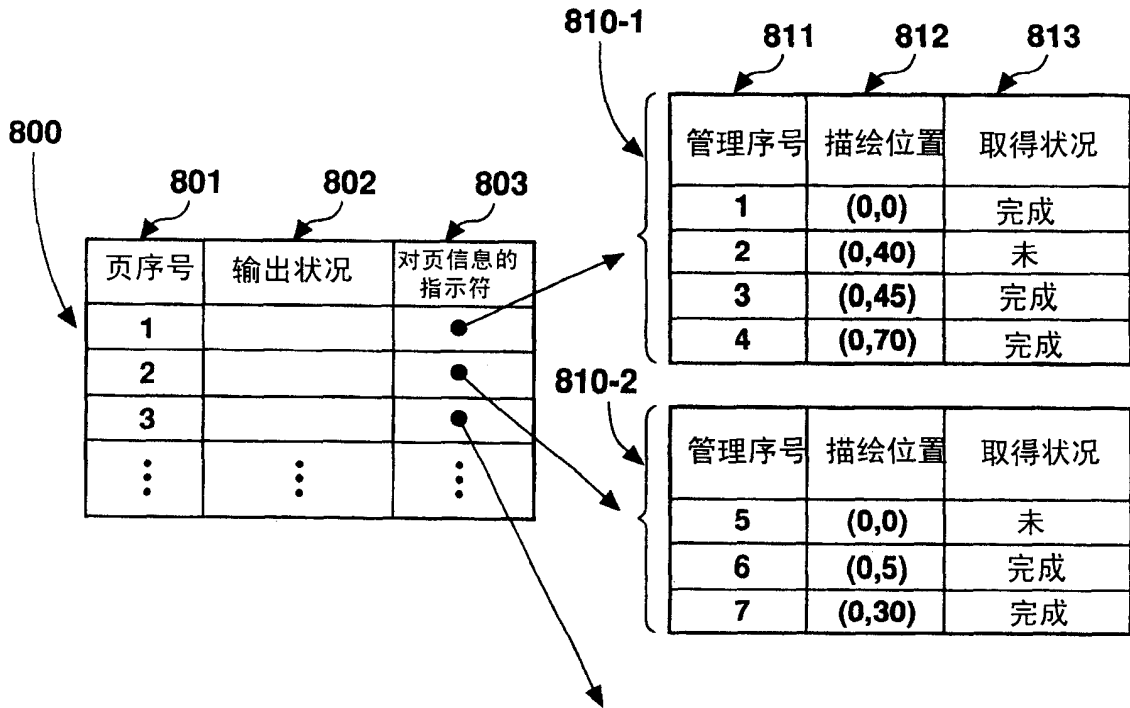 810-1
811 812 813
管理序号 描绘位置 取得状况
1 (0,0) 完成
2 (0,40) 未
3 (0,45) 完成
4 (0,70) 完成
800
801 802 803
页序号 输出状况 对页信息的
指示符
1
2
3
810-2
管理序号 描绘位置 取得状况
5 (0,0) 未
6 (0,5) 完成
7 (0,30) 完成